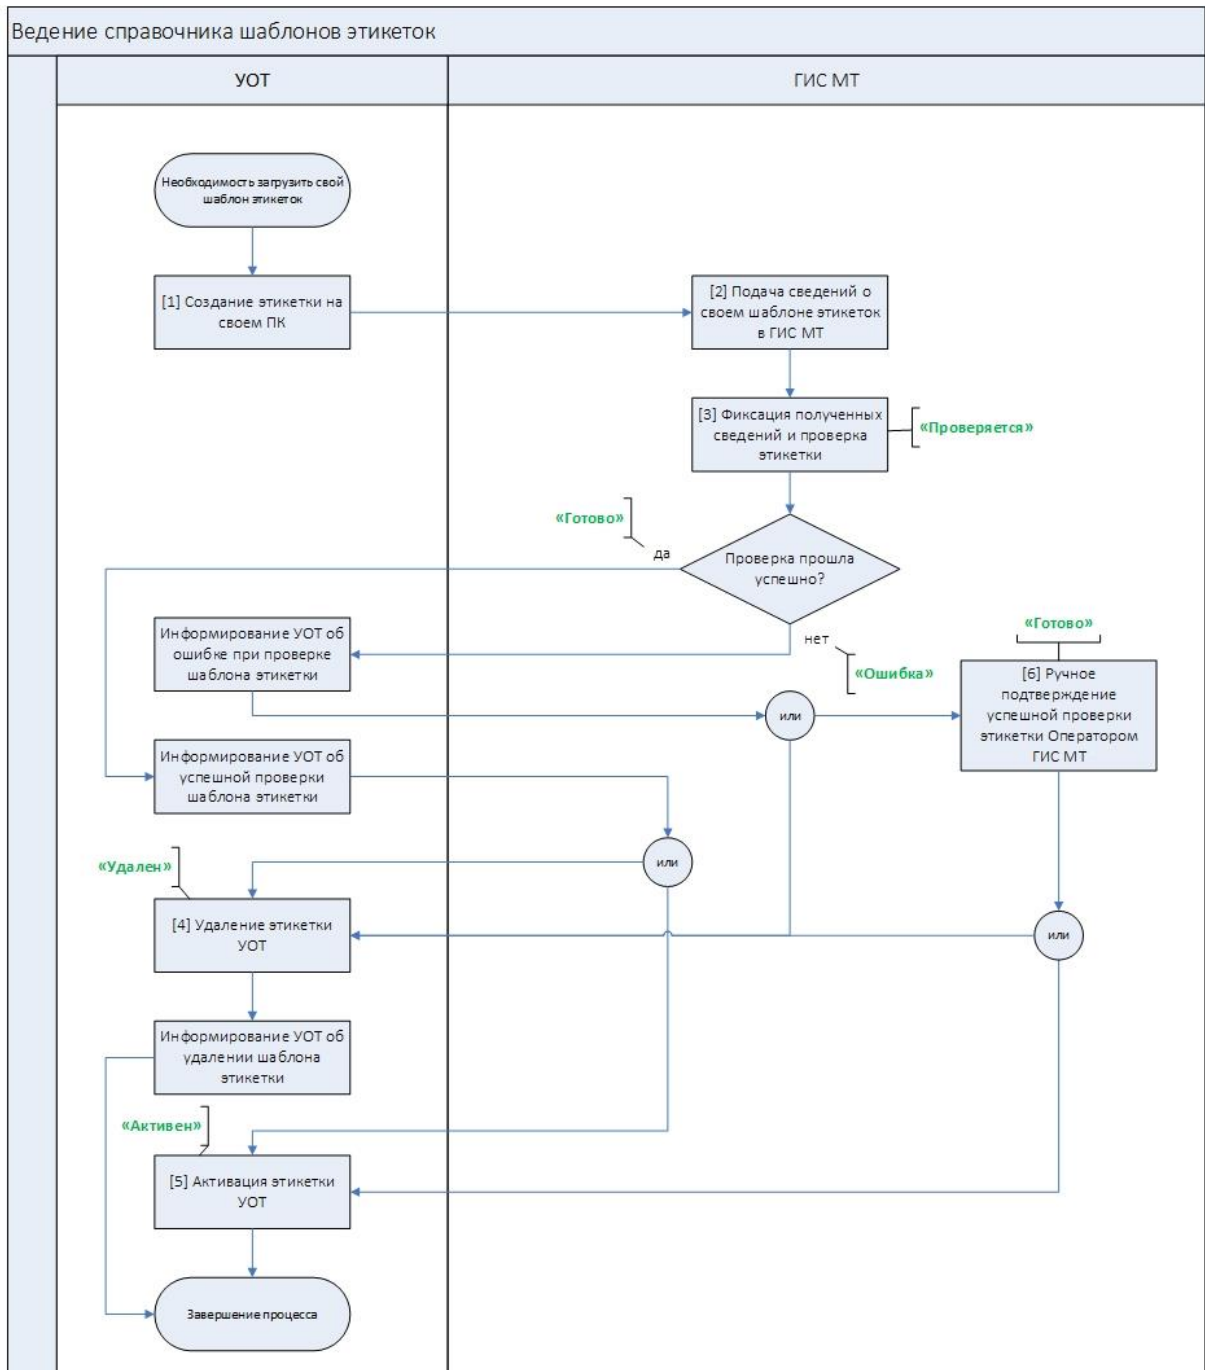 Ведение справочника шаблонов этикеток
УОТ
ГИС МТ
Необходимость загрузить свой
шаблон этикеток
[1] Создание этикетки на
своем ПК
[2] Подача сведений о
своем шаблоне этикеток
в ГИС МТ
[3] Фиксация полученных
сведений и проверка
этикетки
«Проверяется»
«Готово»
да
Проверка прошла
успешно?
нет
«Ошибка»
Информирование УОТ об
ошибке при проверке
шаблона этикетки
«Готово»
[6] Ручное
подтверждение
успешной проверки
этикетки Оператором
ГИС МТ
или
Информирование УОТ об
успешной проверки
шаблона этикетки
или
«Удален»
[4] Удаление этикетки
УОТ
или
Информирование УОТ об
удалении шаблона
этикетки
«Активен»
[5] Активация этикетки
УОТ
Завершение процесса